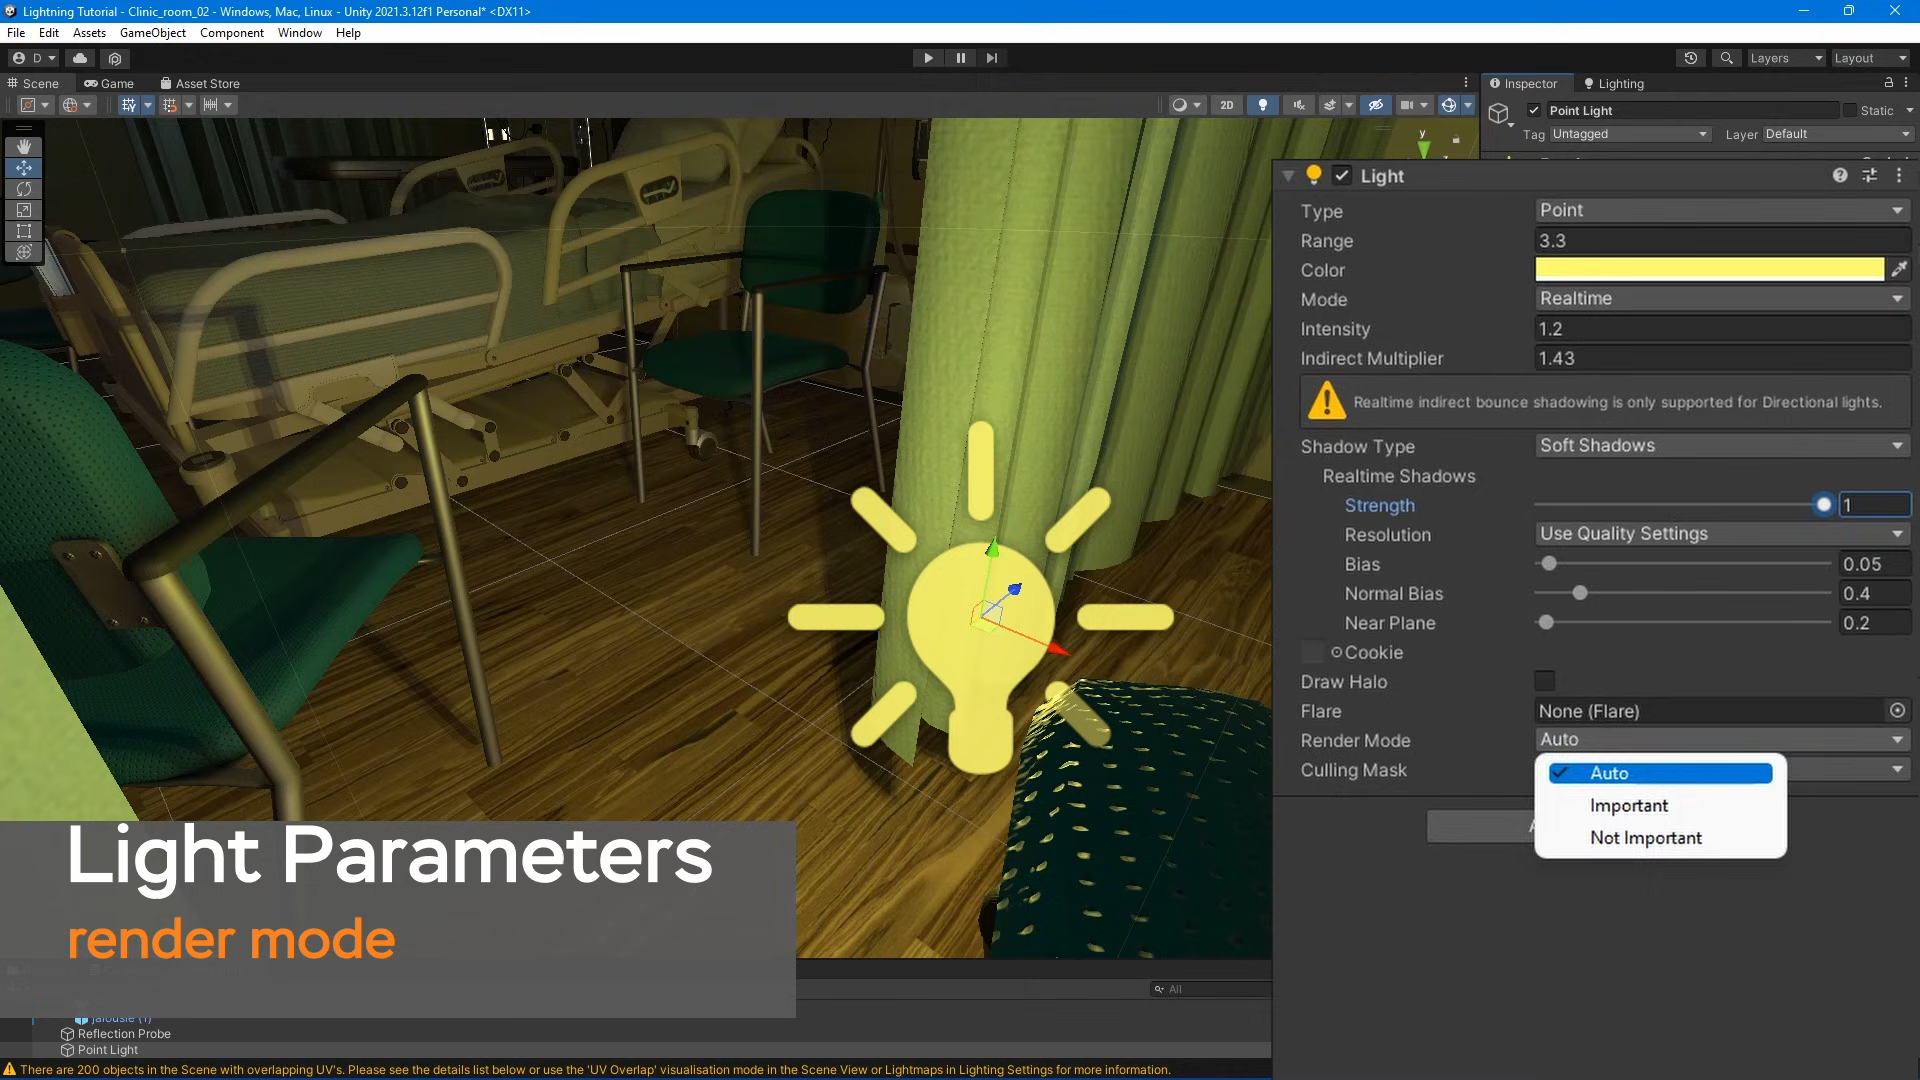 Lightning Tutorial - Clinic_room_02 - Windows, Mac, Linux - Unity 2021.3.12f1 Personal* <DX11>
File Edit Assets GameObject Component Window Help
D Layers Layout
Scene Game Asset Store Inspector Lighting
2D
Point Light Static
Tag Untagged Layer Default
y
Light
Type Point
Range 3.3
Color
Mode Realtime
Intensity 1.2
Indirect Multiplier 1.43
Realtime indirect bounce shadowing is only supported for Directional lights.
Shadow Type Soft Shadows
Realtime Shadows
Strength 1
Resolution Use Quality Settings
Bias 0.05
Normal Bias 0.4
Near Plane 0.2
Cookie
Draw Halo
Flare None (Flare)
Render Mode Auto
Culling Mask
Auto
Important
Not Important
Light Parameters
render mode
All
jalousie (1)
Reflection Probe
Point Light
There are 200 objects in the Scene with overlapping UV's. Please see the details list below or use the 'UV Overlap' visualisation mode in the Scene View or Lightmaps in Lighting Settings for more information.